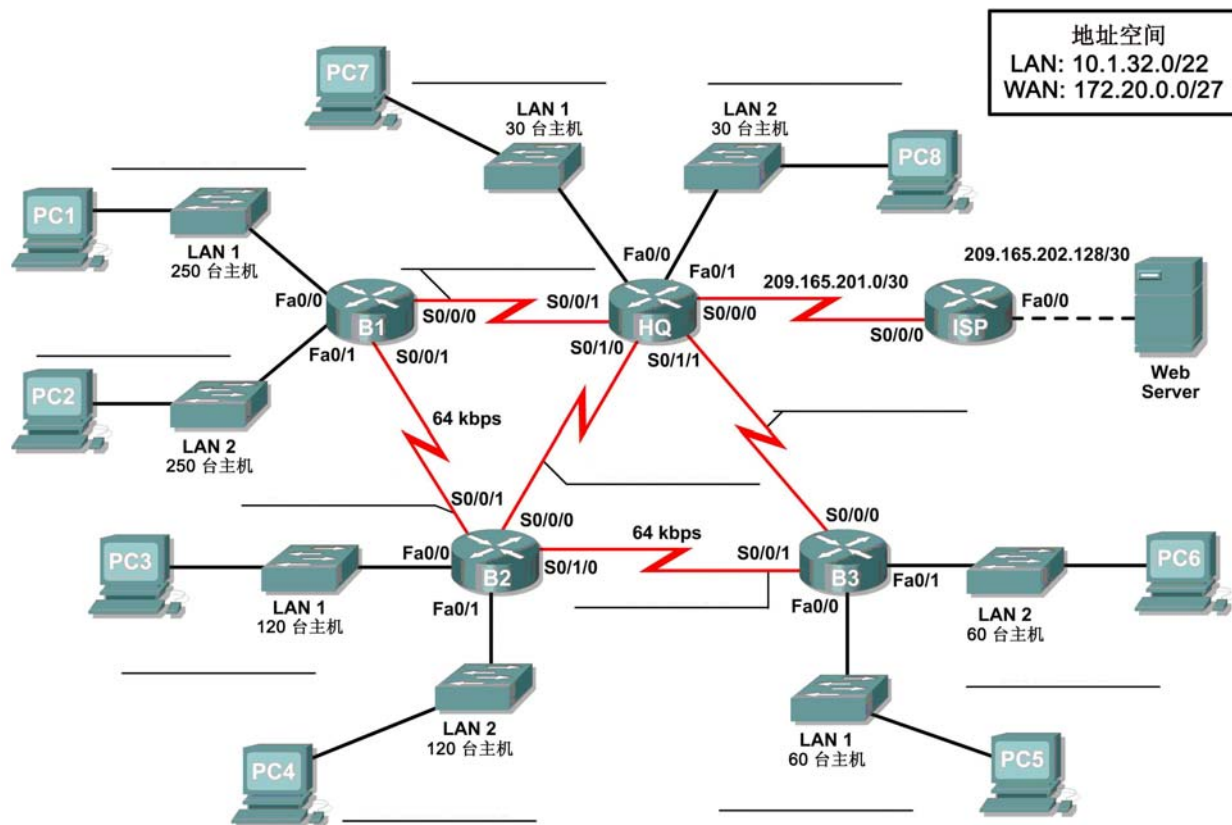 地址空间
LAN: 10.1.32.0/22
WAN: 172.20.0.0/27
PC7
LAN 1
30 台主机
LAN 2
30 台主机
PC8
PC1
LAN 1
250 台主机
Fa0/0
Fa0/1
209.165.202.128/30
209.165.201.0/30
Fa0/0
B1
S0/0/0
S0/0/1
HQ
S0/0/0
S0/0/0
ISP
Fa0/0
Web
Server
Fa0/1
S0/0/1
S0/1/0
S0/1/1
PC2
LAN 2
250 台主机
64 kbps
S0/0/1
S0/0/0
64 kbps
S0/0/0
PC3
LAN 1
120 台主机
Fa0/0
B2
S0/1/0
S0/0/1
B3
Fa0/1
PC6
Fa0/1
Fa0/0
LAN 2
60 台主机
PC4
LAN 2
120 台主机
LAN 1
60 台主机
PC5